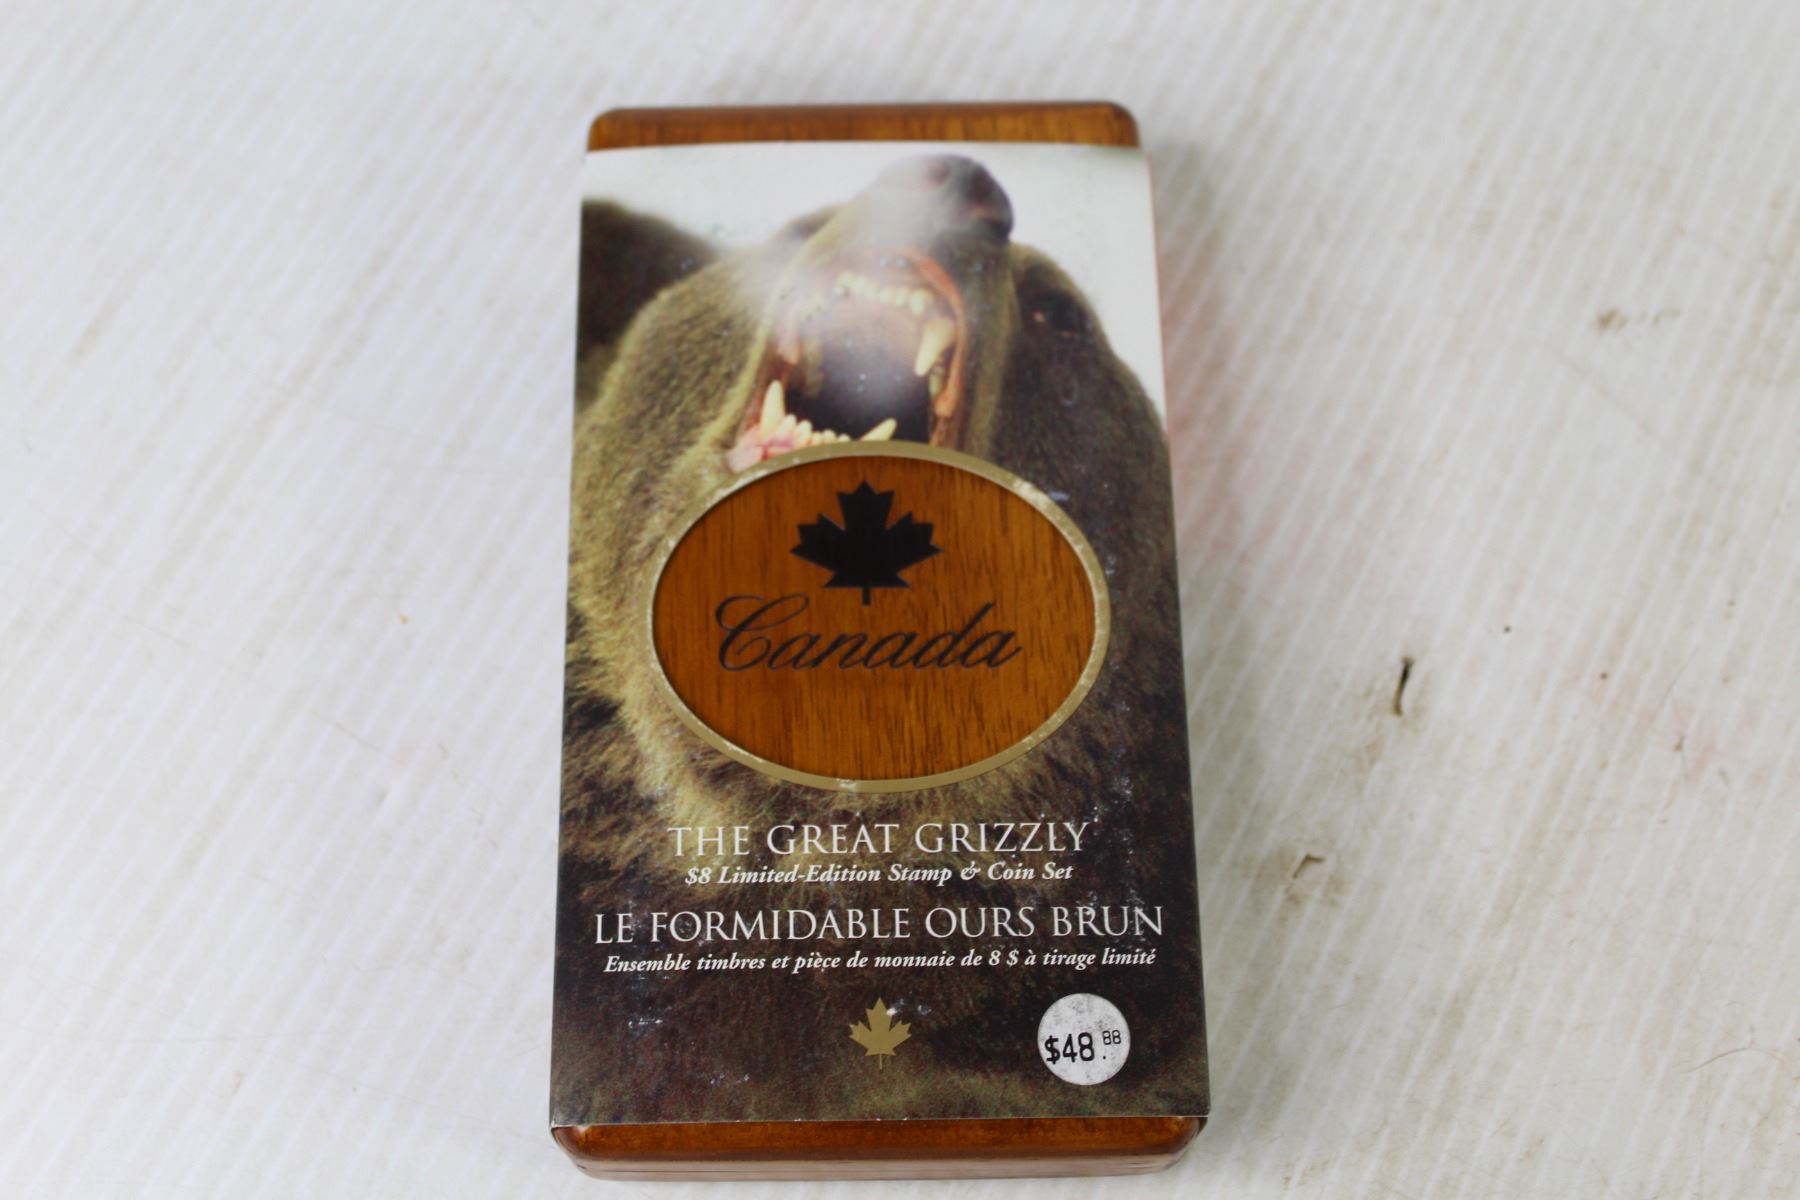 Canada
THE GREAT GRIZZLY
$8 Limited-Edition Stamp & Coin Set
LE FORMIDABLE OURS BRUN
Ensemble timbres et pièce de monnaie de 8 $ à tirage limité
$48.88